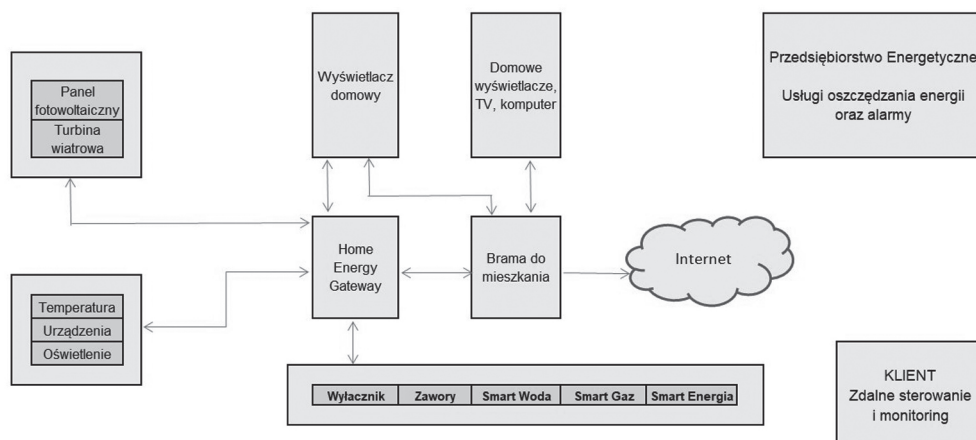 Panel
fotowoltaiczny
Turbina
wiatrowa
Wyświetlacz
domowy
Domowe
wyświetlacze,
TV, komputer
Przedsiębiorstwo Energetyczne
Usługi oszczędzania energii
oraz alarmy
Home
Energy
Gateway
Brama do
mieszkania
Internet
Temperatura
Urządzenia
Oświetlenie
Wyłacznik Zawory Smart Woda Smart Gaz Smart Energia
KLIENT
Zdalne sterowanie
i monitoring